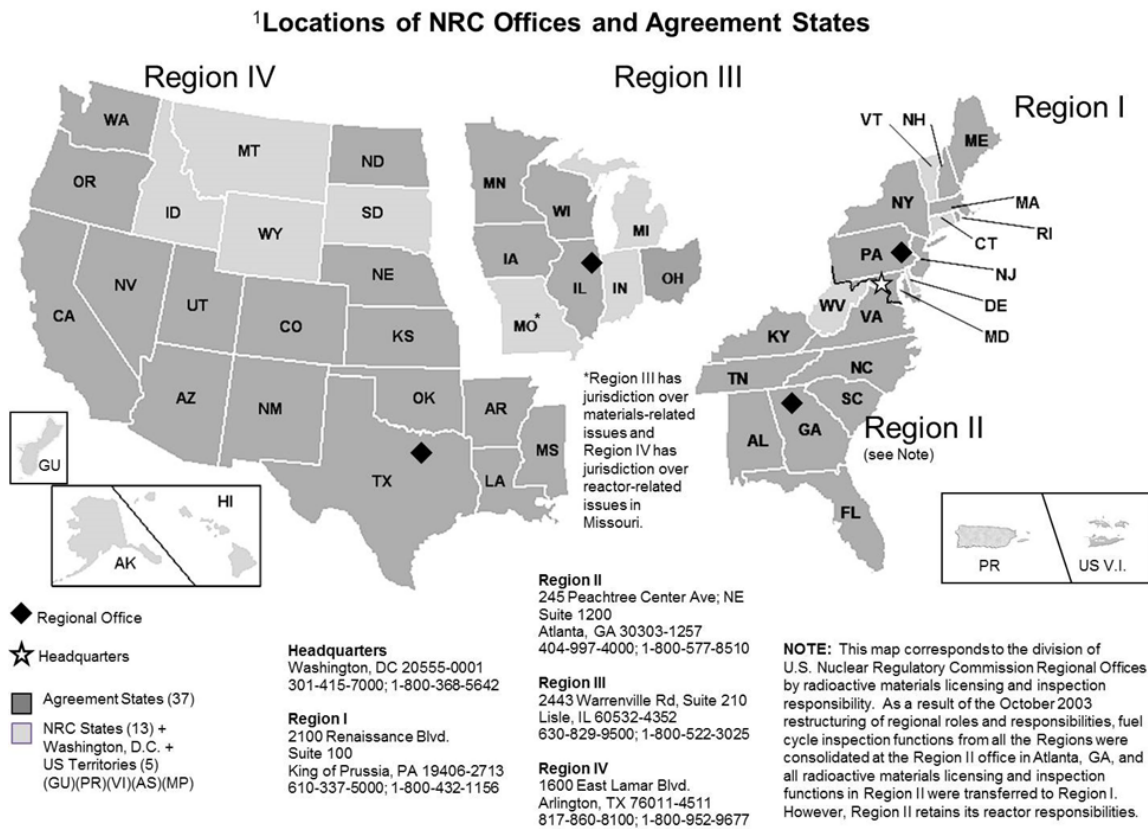 ¹Locations of NRC Offices and Agreement States
Region IV
Region III
Region I
WA
MT
ND
OR
ID
WY
SD
NE
NV
UT
CO
KS
CA
AZ
NM
OK
TX
AR
LA
MS
GU
AK
HI
MN
WI
MI
IA
IL
IN
OH
MO*
*Region III has
jurisdiction over
materials-related
issues and
Region IV has
jurisdiction over
reactor-related
issues in
Missouri.
VT
NH
ME
NY
MA
RI
CT
PA
NJ
DE
MD
WV
VA
KY
TN
NC
SC
AL
GA
FL
Region II
(see Note)
PR
US V.I.
Regional Office
Headquarters
Agreement States (37)
NRC States (13) +
Washington, D.C. +
US Territories (5)
(GU)(PR)(VI)(AS)(MP)
Headquarters
Washington, DC 20555-0001
301-415-7000; 1-800-368-5642
Region I
2100 Renaissance Blvd.
Suite 100
King of Prussia, PA 19406-2713
610-337-5000; 1-800-432-1156
Region II
245 Peachtree Center Ave; NE
Suite 1200
Atlanta, GA 30303-1257
404-997-4000; 1-800-577-8510
Region III
2443 Warrenville Rd, Suite 210
Lisle, IL 60532-4352
630-829-9500; 1-800-522-3025
Region IV
1600 East Lamar Blvd.
Arlington, TX 76011-4511
817-860-8100; 1-800-952-9677
NOTE: This map corresponds to the division of
U.S. Nuclear Regulatory Commission Regional Offices
by radioactive materials licensing and inspection
responsibility. As a result of the October 2003
restructuring of regional roles and responsibilities, fuel
cycle inspection functions from all the Regions were
consolidated at the Region II office in Atlanta, GA, and
all radioactive materials licensing and inspection
functions in Region II were transferred to Region I.
However, Region II retains its reactor responsibilities.